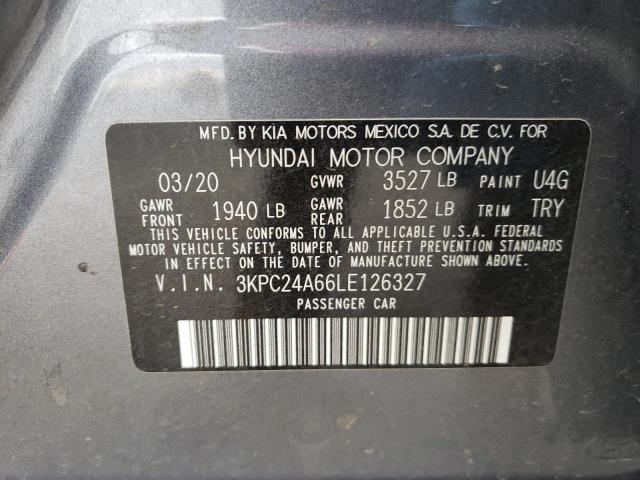 MFD. BY KIA MOTORS MEXICO S.A. DE C.V. FOR
HYUNDAI MOTOR COMPANY
03/20 GVWR 3527 LB PAINT U4G
GAWR FRONT 1940 LB GAWR REAR 1852 LB TRIM TRY
THIS VEHICLE CONFORMS TO ALL APPLICABLE U.S.A. FEDERAL
MOTOR VEHICLE SAFETY, BUMPER, AND THEFT PREVENTION STANDARDS
IN EFFECT ON THE DATE OF MANUFACTURE SHOWN ABOVE.
V.I.N. 3KPC24A66LE126327
PASSENGER CAR